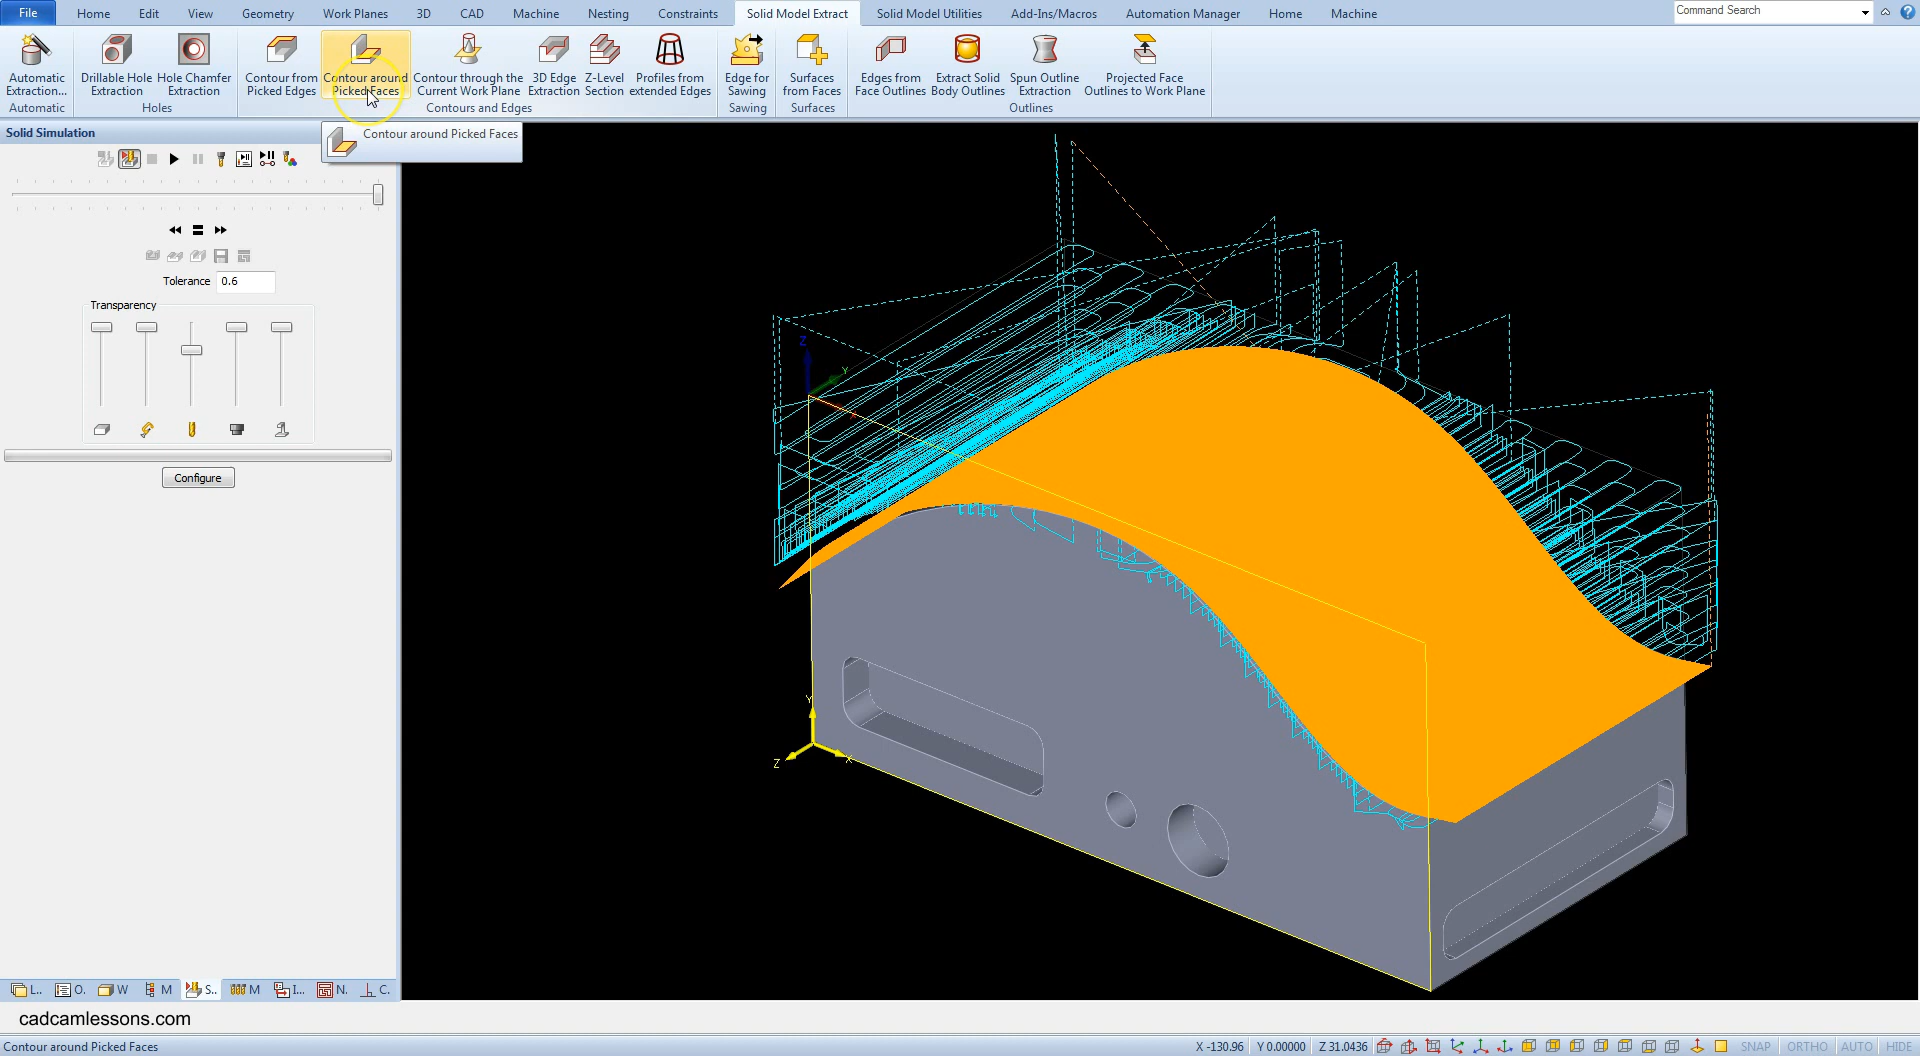 File Home Edit View Geometry Work Planes 3D CAD Machine Nesting Constraints Solid Model Extract Solid Model Utilities Add-Ins/Macros Automation Manager Home Machine Command Search
Automatic Extraction...
Automatic
Drillable Hole Extraction
Hole Chamfer Extraction
Holes
Contour from Picked Edges
Contour around Picked Faces
Contour through the Current Work Plane
3D Edge Extraction
Z-Level Section
Profiles from extended Edges
Contours and Edges
Edge for Sawing
Sawing
Surfaces from Faces
Surfaces
Edges from Face Outlines
Extract Solid Body Outlines
Spun Outline Extraction
Projected Face Outlines to Work Plane
Outlines
Contour around Picked Faces
Solid Simulation
Tolerance 0.6
Transparency
Configure
Z
Y
Y
Z
X
L.. O. W M S.. M I... N. C.
cadcamlessons.com
Contour around Picked Faces
X -130.96 Y 0.00000 Z 31.0436 SNAP ORTHO AUTO HIDE